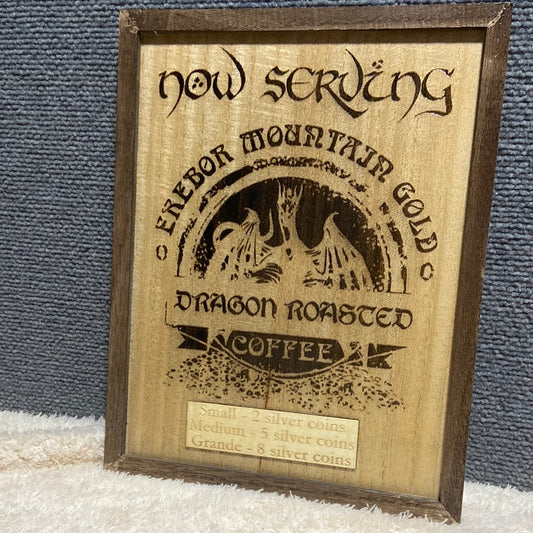 NOW SERVING
EREBOR MOUNTAIN GOLD
DRAGON ROASTED
COFFEE
Small - 2 silver coins
Medium - 5 silver coins
Grande - 8 silver coins